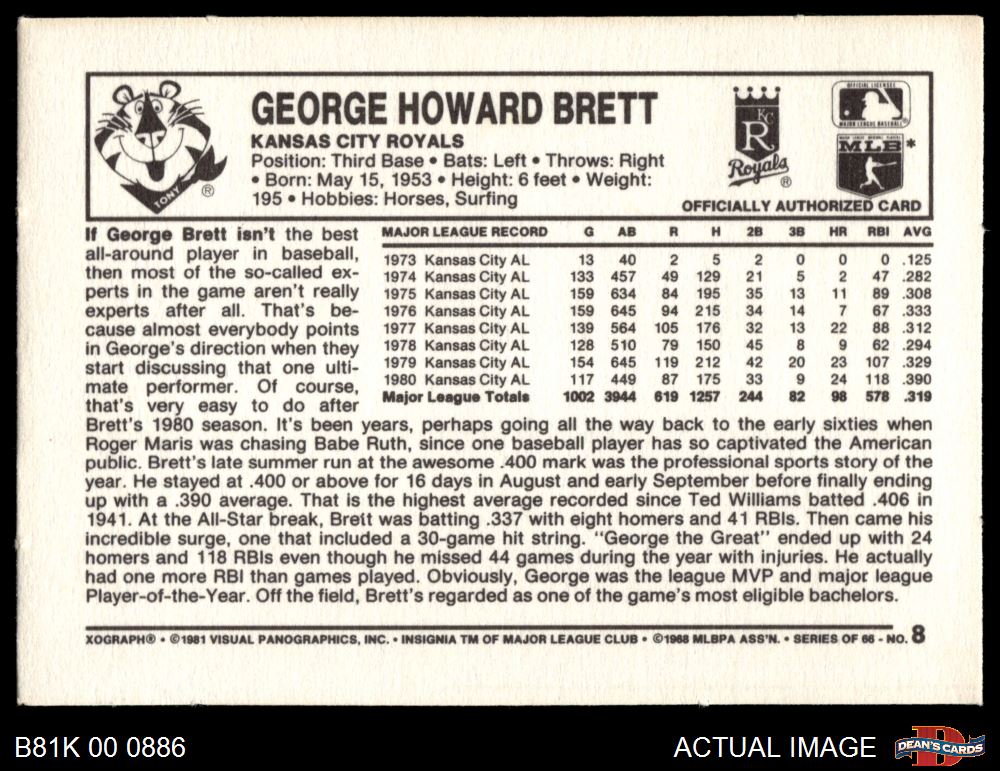 TONY ®
GEORGE HOWARD BRETT
KANSAS CITY ROYALS
Position: Third Base • Bats: Left • Throws: Right
• Born: May 15, 1953 • Height: 6 feet • Weight:
195 • Hobbies: Horses, Surfing
KC
R
Royals ®
OFFICIAL LICENSEE
MAJOR LEAGUE BASEBALL
MLB *
OFFICIALLY AUTHORIZED CARD
If George Brett isn't the best
all-around player in baseball,
then most of the so-called ex-
perts in the game aren't really
experts after all. That's be-
cause almost everybody points
in George's direction when they
start discussing that one ulti-
mate performer. Of course,
that's very easy to do after
MAJOR LEAGUE RECORD G AB R H 2B 3B HR RBI AVG
1973 Kansas City AL 13 40 2 5 2 0 0 0 .125
1974 Kansas City AL 133 457 49 129 21 5 2 47 .282
1975 Kansas City AL 159 634 84 195 35 13 11 89 .308
1976 Kansas City AL 159 645 94 215 34 14 7 67 .333
1977 Kansas City AL 139 564 105 176 32 13 22 88 .312
1978 Kansas City AL 128 510 79 150 45 8 9 62 .294
1979 Kansas City AL 154 645 119 212 42 20 23 107 .329
1980 Kansas City AL 117 449 87 175 33 9 24 118 .390
Major League Totals 1002 3944 619 1257 244 82 98 578 .319
Brett's 1980 season. It's been years, perhaps going all the way back to the early sixties when
Roger Maris was chasing Babe Ruth, since one baseball player has so captivated the American
public. Brett's late summer run at the awesome .400 mark was the professional sports story of the
year. He stayed at .400 or above for 16 days in August and early September before finally ending
up with a .390 average. That is the highest average recorded since Ted Williams batted .406 in
1941. At the All-Star break, Brett was batting .337 with eight homers and 41 RBIs. Then came his
incredible surge, one that included a 30-game hit string. "George the Great" ended up with 24
homers and 118 RBIs even though he missed 44 games during the year with injuries. He actually
had one more RBI than games played. Obviously, George was the league MVP and major league
Player-of-the-Year. Off the field, Brett's regarded as one of the game's most eligible bachelors.
XOGRAPH® • ©1981 VISUAL PANOGRAPHICS, INC. • INSIGNIA TM OF MAJOR LEAGUE CLUB • ©1968 MLBPA ASS'N. • SERIES OF 66 - NO. 8
B81K 00 0886
ACTUAL IMAGE
DEAN'S CARDS